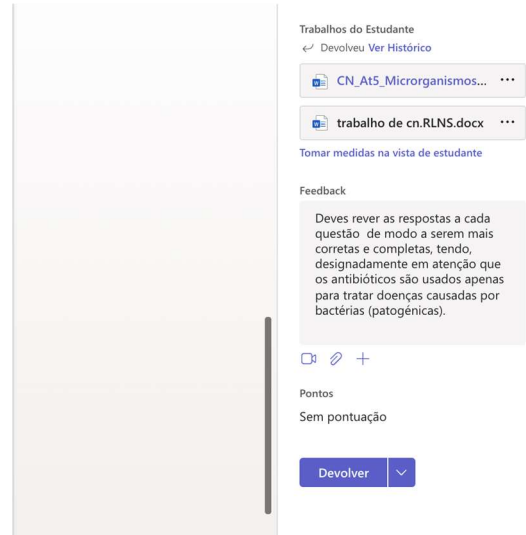 Trabalhos do Estudante
Devolveu Ver Histórico
CN_At5_Microrganismos...
trabalho de cn.RLNS.docx
Tomar medidas na vista de estudante
Feedback
Deves rever as respostas a cada
questão de modo a serem mais
corretas e completas, tendo,
designadamente em atenção que
os antibióticos são usados apenas
para tratar doenças causadas por
bactérias (patogénicas).
Pontos
Sem pontuação
Devolver